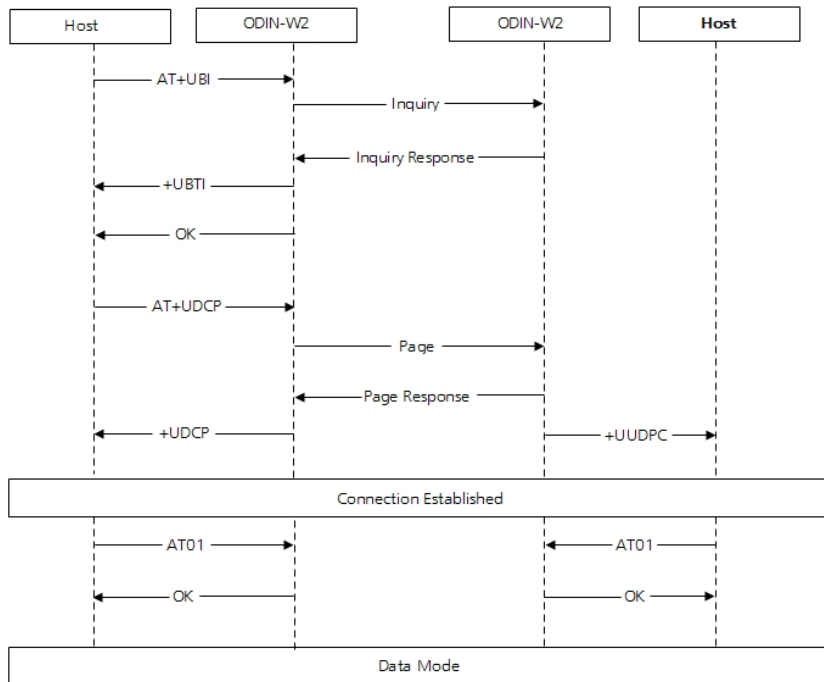 Host ODIN-W2 ODIN-W2 Host
AT+UBI
Inquiry
Inquiry Response
+UBTI
OK
AT+UDCP
Page
Page Response
+UDCP +UUDPC
Connection Established
AT01 AT01
OK OK
Data Mode